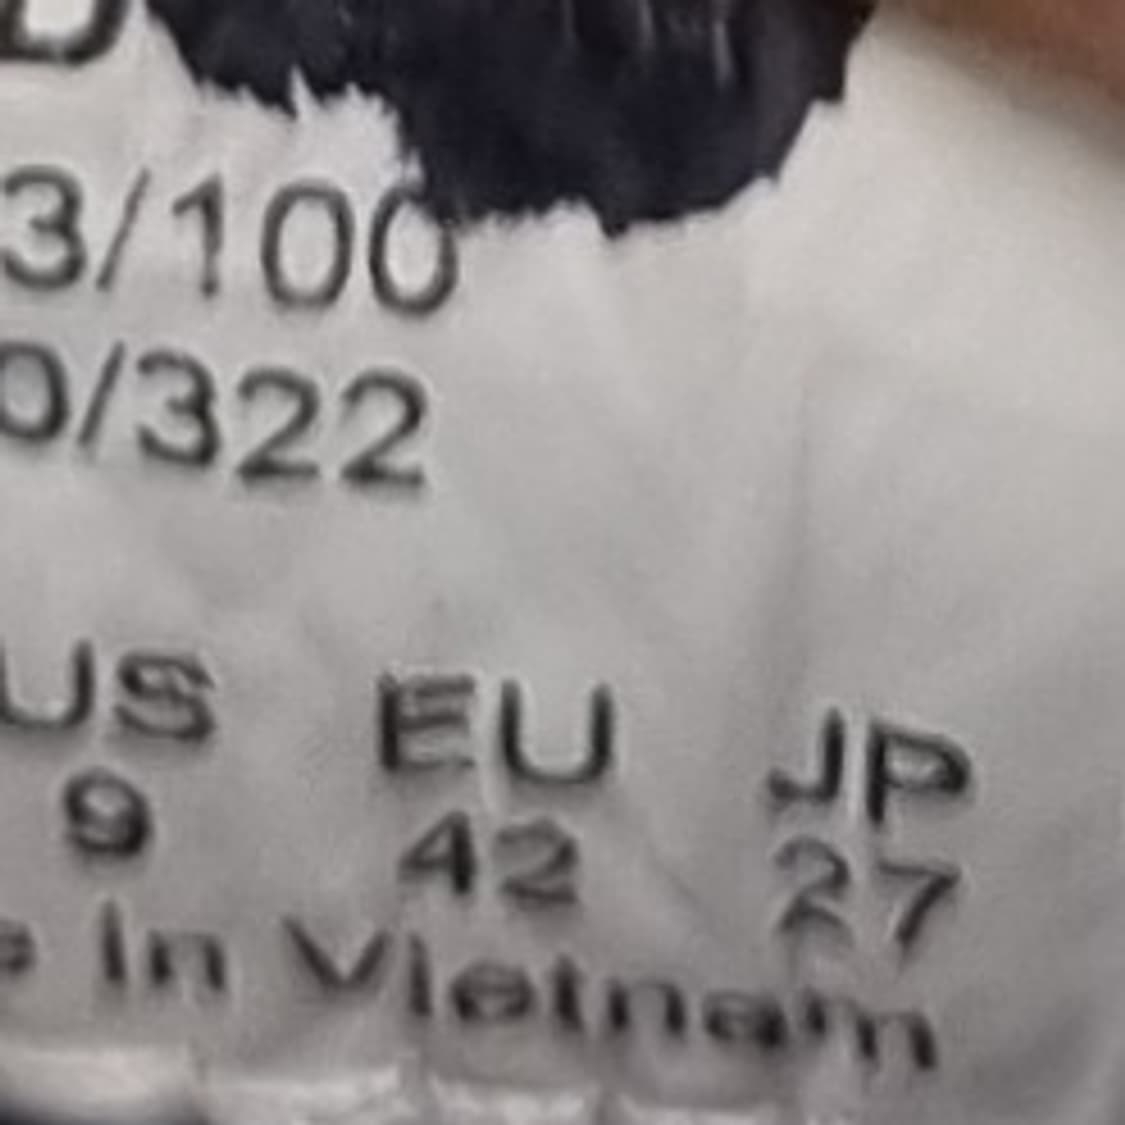 D
3/100
0/322
US EU JP
9 42 27
e In Vietnam